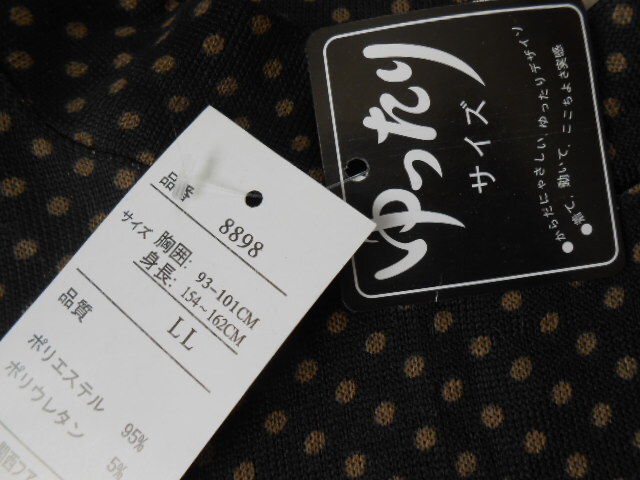 ゆったり
サイズ
●からだにやさしい、ゆったりデザイン
●着て、動いて、ここちよさ実感
品番
8898
サイズ
胸囲: 93-101CM
身長: 154～162CM
LL
品質
ポリエステル 95%
ポリウレタン 5%